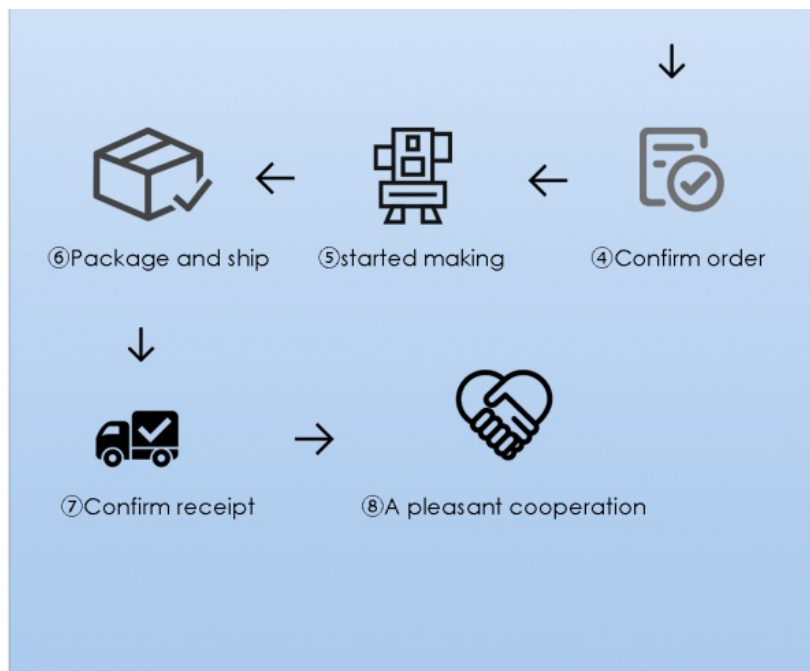 ⑥Package and ship ⑤started making ④Confirm order
⑦Confirm receipt ⑧A pleasant cooperation